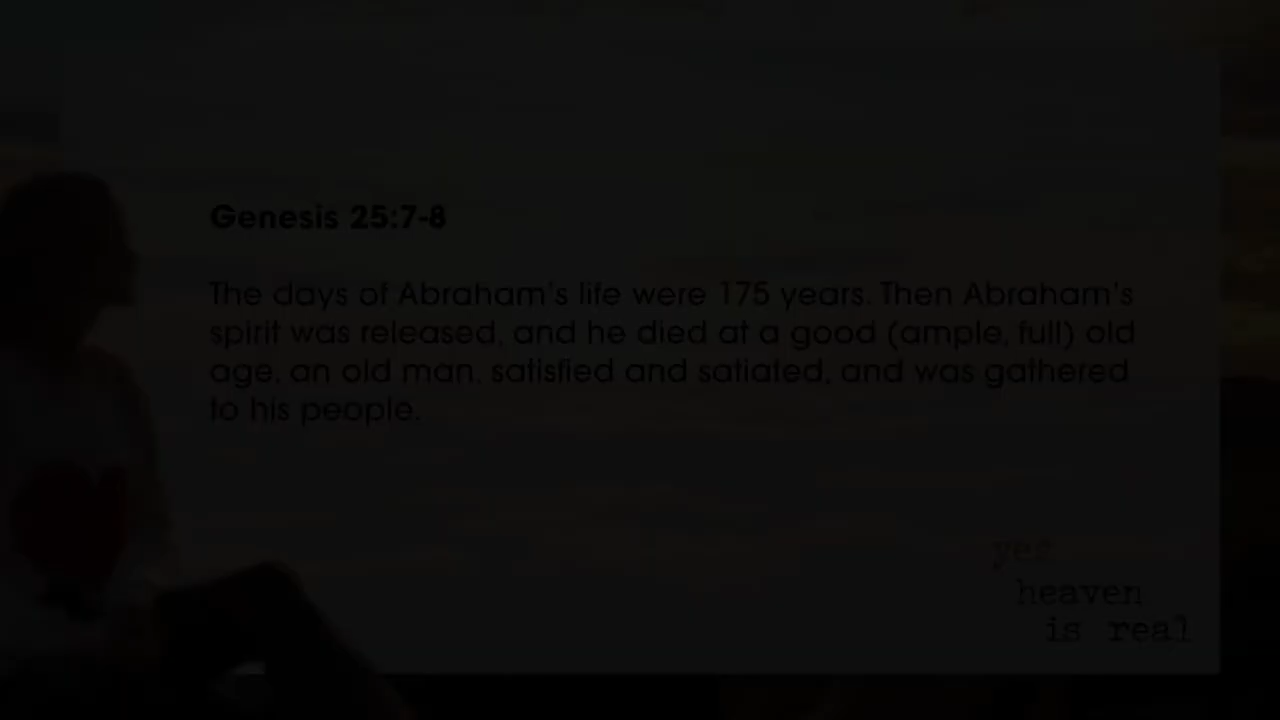 Genesis 25:7-8
The days of Abraham's life were 175 years. Then Abraham's
spirit was released, and he died at a good (ample, full) old
age, an old man, satisfied and satiated, and was gathered
to his people.
yes
heaven
is real